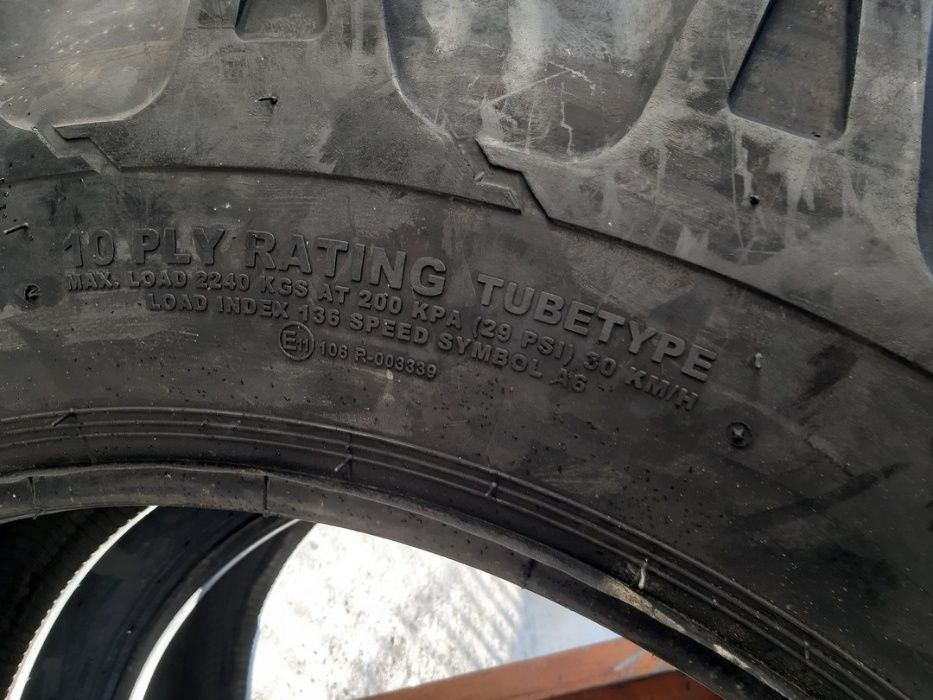 10 PLY RATING TUBETYPE
MAX. LOAD 2240 KGS AT 200 KPA (29 PSI) 30 KM/H
LOAD INDEX 136 SPEED SYMBOL A6
E11 106 R-003339